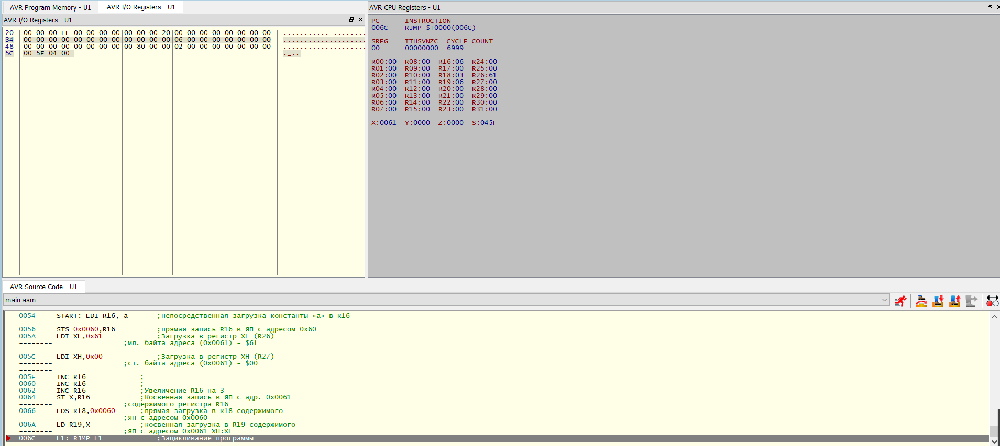 AVR Program Memory - U1 AVR I/O Registers - U1
AVR I/O Registers - U1
20 00 00 00 FF 00 00 00 00 00 00 00 20 00 00 00 00 00 00 00 00 ........... ........
34 00 00 00 00 00 00 00 00 00 00 00 00 06 00 00 00 00 00 00 00 ....................
48 00 00 00 00 00 00 00 00 00 80 00 00 02 00 00 00 00 00 00 00 ....................
5C 00 5F 04 00 ._..
AVR CPU Registers - U1
PC INSTRUCTION
006C RJMP $+0000(006C)
SREG ITHSVNZC CYCLE COUNT
00 00000000 6999
R00:00 R08:00 R16:06 R24:00
R01:00 R09:00 R17:00 R25:00
R02:00 R10:00 R18:03 R26:61
R03:00 R11:00 R19:06 R27:00
R04:00 R12:00 R20:00 R28:00
R05:00 R13:00 R21:00 R29:00
R06:00 R14:00 R22:00 R30:00
R07:00 R15:00 R23:00 R31:00
X:0061 Y:0000 Z:0000 S:045F
AVR Source Code - U1
main.asm
0054 START: LDI R16, a ;непосредственная загрузка константы «a» в R16
--------
0056 STS 0x0060,R16 ;прямая запись R16 в ЯП с адресом 0x60
005A LDI XL,0x61 ;Загрузка в регистр XL (R26)
-------- ;мл. байта адреса (0x0061) - $61
--------
005C LDI XH,0x00 ;Загрузка в регистр XH (R27)
-------- ;ст. байта адреса (0x0061) - $00
--------
005E INC R16 ;
0060 INC R16 ;
0062 INC R16 ;Увеличение R16 на 3
0064 ST X,R16 ;Косвенная запись в ЯП с адр. 0x0061
-------- ;содержимого регистра R16
0066 LDS R18,0x0060 ;прямая загрузка в R18 содержимого
-------- ;ЯП с адресом 0x0060
006A LD R19,X ;косвенная загрузка в R19 содержимого
-------- ;ЯП с адресом 0x0061=XH:XL
006C L1: RJMP L1 ;Зацикливание программы